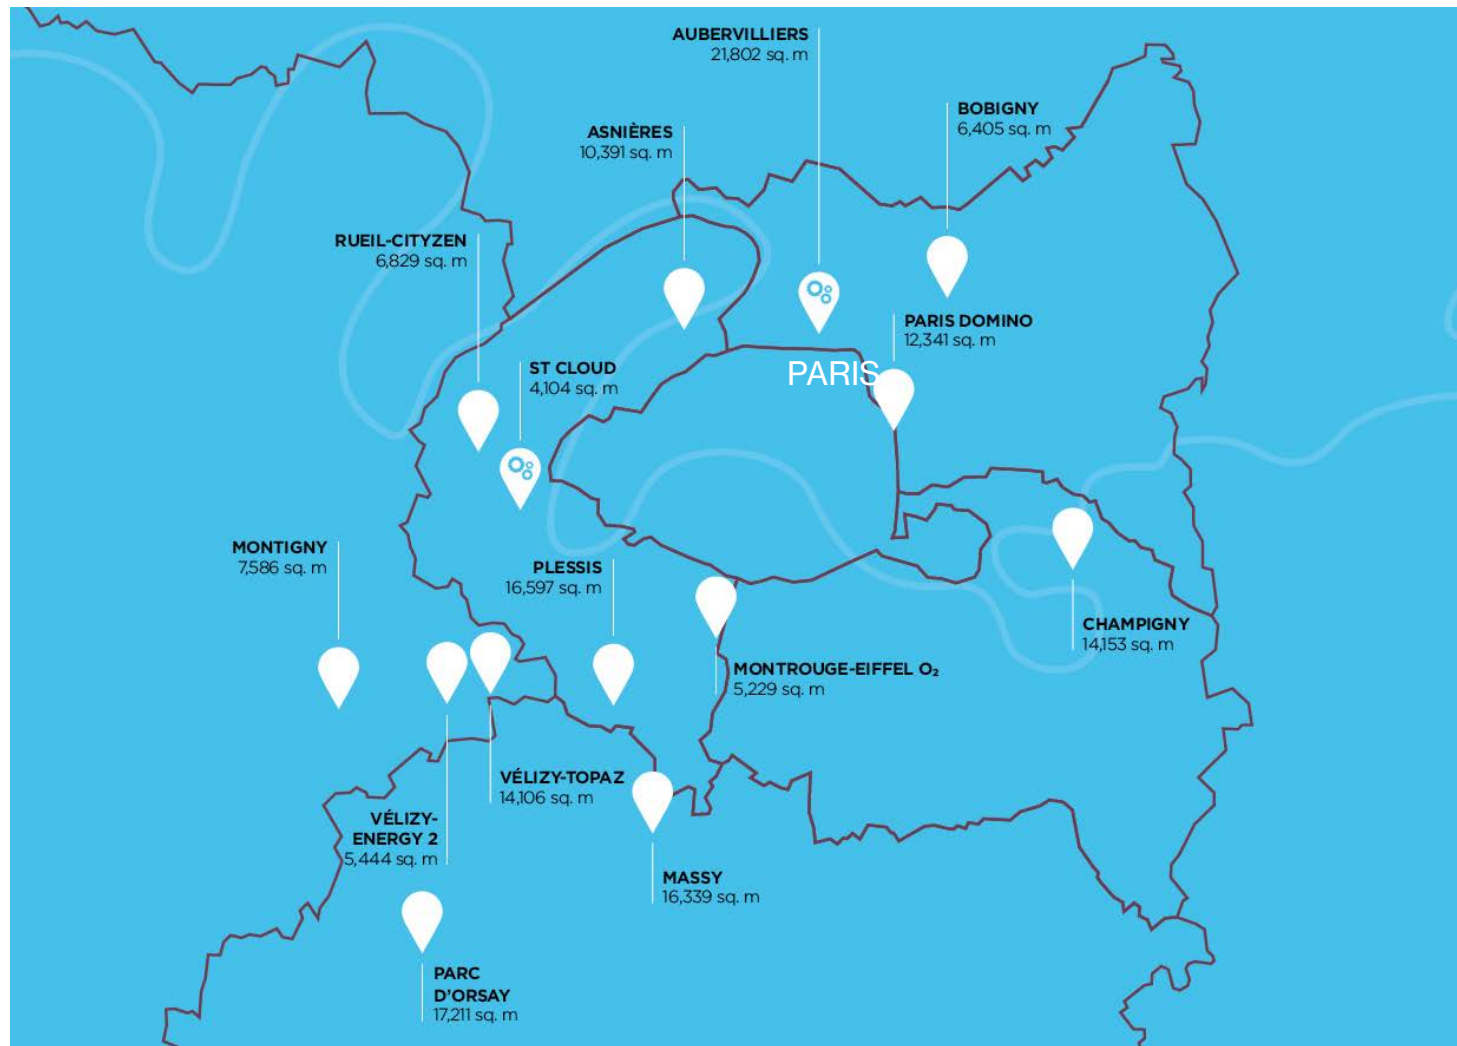 AUBERVILLIERS
21,802 sq. m
BOBIGNY
6,405 sq. m
ASNIÈRES
10,391 sq. m
RUEIL-CITYZEN
6,829 sq. m
PARIS DOMINO
12,341 sq. m
PARIS
ST CLOUD
4,104 sq. m
MONTIGNY
7,586 sq. m
PLESSIS
16,597 sq. m
CHAMPIGNY
14,153 sq. m
MONTROUGE-EIFFEL O₂
5,229 sq. m
VÉLIZY-TOPAZ
14,106 sq. m
VÉLIZY-
ENERGY 2
5,444 sq. m
MASSY
16,339 sq. m
PARC
D'ORSAY
17,211 sq. m